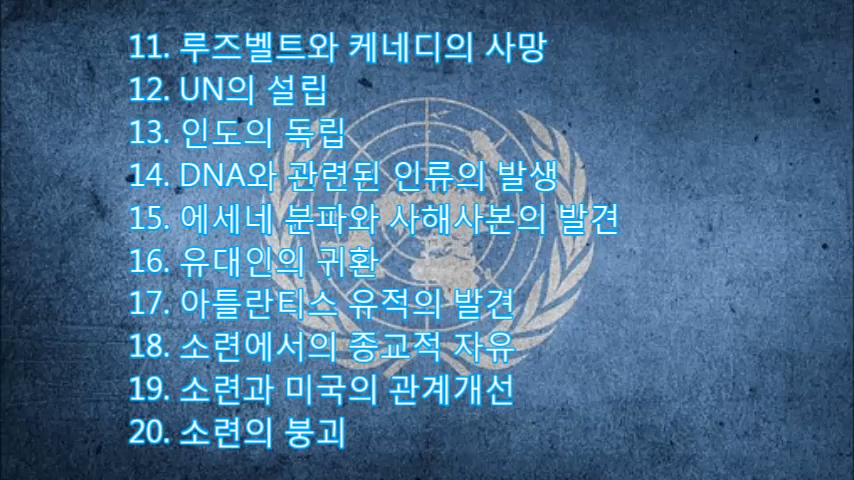 11. 루즈벨트와 케네디의 사망
12. UN의 설립
13. 인도의 독립
14. DNA와 관련된 인류의 발생
15. 에세네 분파와 사해사본의 발견
16. 유대인의 귀환
17. 아틀란티스 유적의 발견
18. 소련에서의 종교적 자유
19. 소련과 미국의 관계개선
20. 소련의 붕괴